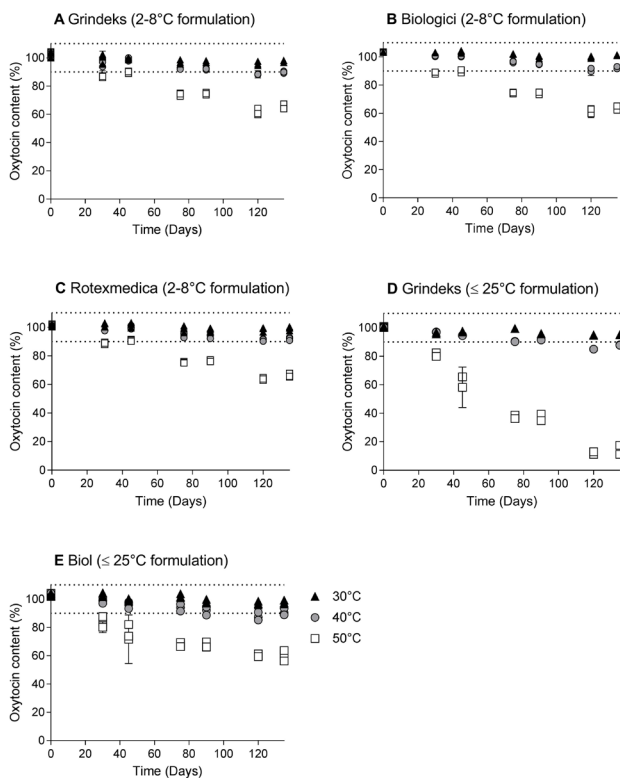 A Grindeks (2-8°C formulation)
Oxytocin content (%)
100
80
60
40
20
0
0 20 40 60 80 100 120
Time (Days)
B Biologici (2-8°C formulation)
Oxytocin content (%)
100
80
60
40
20
0
0 20 40 60 80 100 120
Time (Days)
C Rotexmedica (2-8°C formulation)
Oxytocin content (%)
100
80
60
40
20
0
0 20 40 60 80 100 120
Time (Days)
D Grindeks (≤ 25°C formulation)
Oxytocin content (%)
100
80
60
40
20
0
0 20 40 60 80 100 120
Time (Days)
E Biol (≤ 25°C formulation)
Oxytocin content (%)
100
80
60
40
20
0
0 20 40 60 80 100 120
Time (Days)
30°C
40°C
50°C